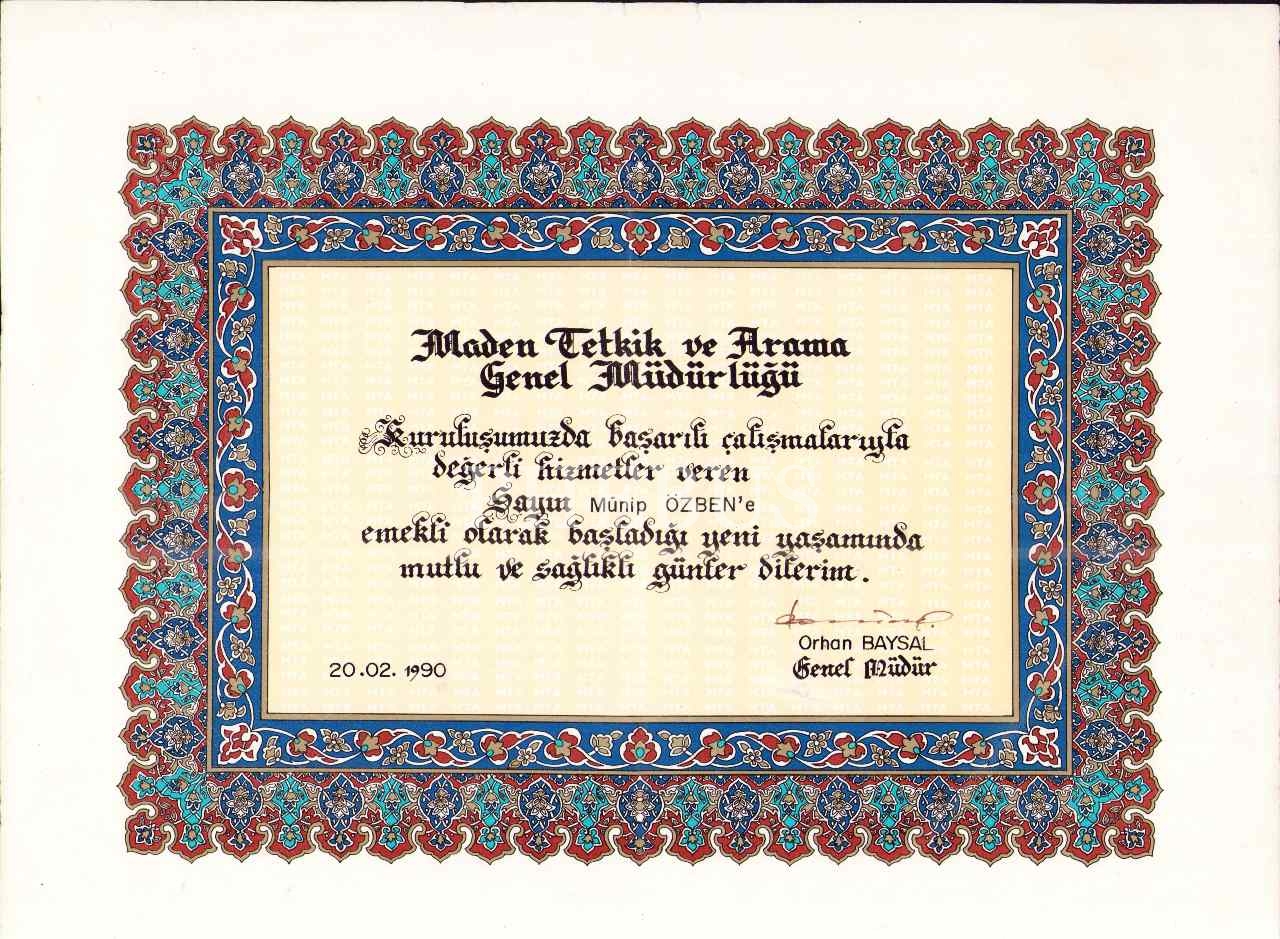 Maden Tetkik ve Arama
Genel Müdürlüğü
Kuruluşumuzda başarılı çalışmalarıyla
değerli hizmetler veren
Sayın Münip ÖZBEN'e
emekli olarak başladığı yeni yaşamında
mutlu ve sağlıklı günler dilerim.
Orhan BAYSAL
20.02.1990
Genel Müdür